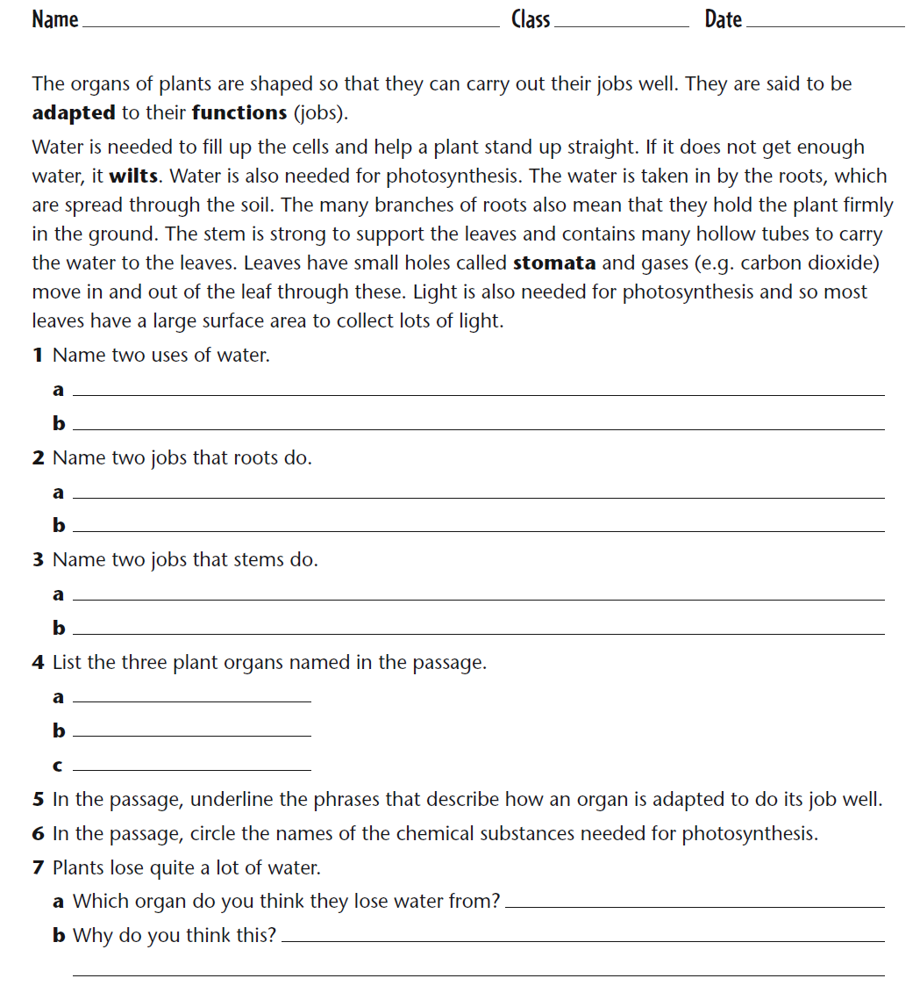 Name Class Date
The organs of plants are shaped so that they can carry out their jobs well. They are said to be
adapted to their functions (jobs).
Water is needed to fill up the cells and help a plant stand up straight. If it does not get enough
water, it wilts. Water is also needed for photosynthesis. The water is taken in by the roots, which
are spread through the soil. The many branches of roots also mean that they hold the plant firmly
in the ground. The stem is strong to support the leaves and contains many hollow tubes to carry
the water to the leaves. Leaves have small holes called stomata and gases (e.g. carbon dioxide)
move in and out of the leaf through these. Light is also needed for photosynthesis and so most
leaves have a large surface area to collect lots of light.
1 Name two uses of water.
a
b
2 Name two jobs that roots do.
a
b
3 Name two jobs that stems do.
a
b
4 List the three plant organs named in the passage.
a
b
c
5 In the passage, underline the phrases that describe how an organ is adapted to do its job well.
6 In the passage, circle the names of the chemical substances needed for photosynthesis.
7 Plants lose quite a lot of water.
a Which organ do you think they lose water from?
b Why do you think this?